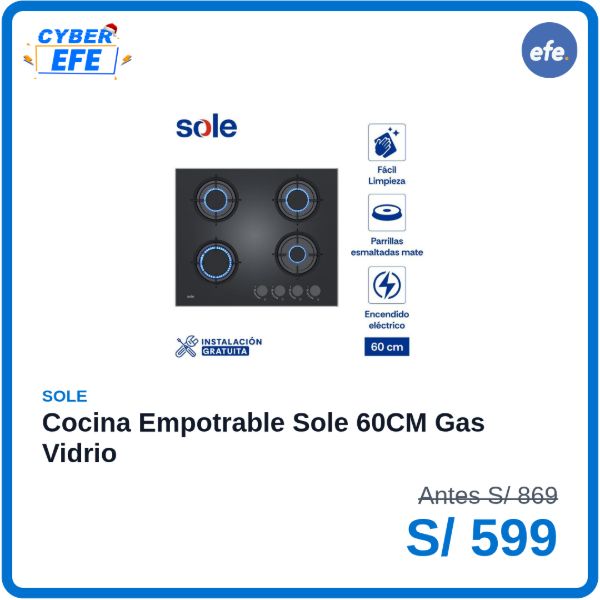 CYBER
EFE
efe.
sole
Fácil
Limpieza
Parrillas
esmaltadas mate
Encendido
eléctrico
60 cm
sole
INSTALACIÓN
GRATUITA
SOLE
Cocina Empotrable Sole 60CM Gas
Vidrio
Antes S/ 869
S/ 599